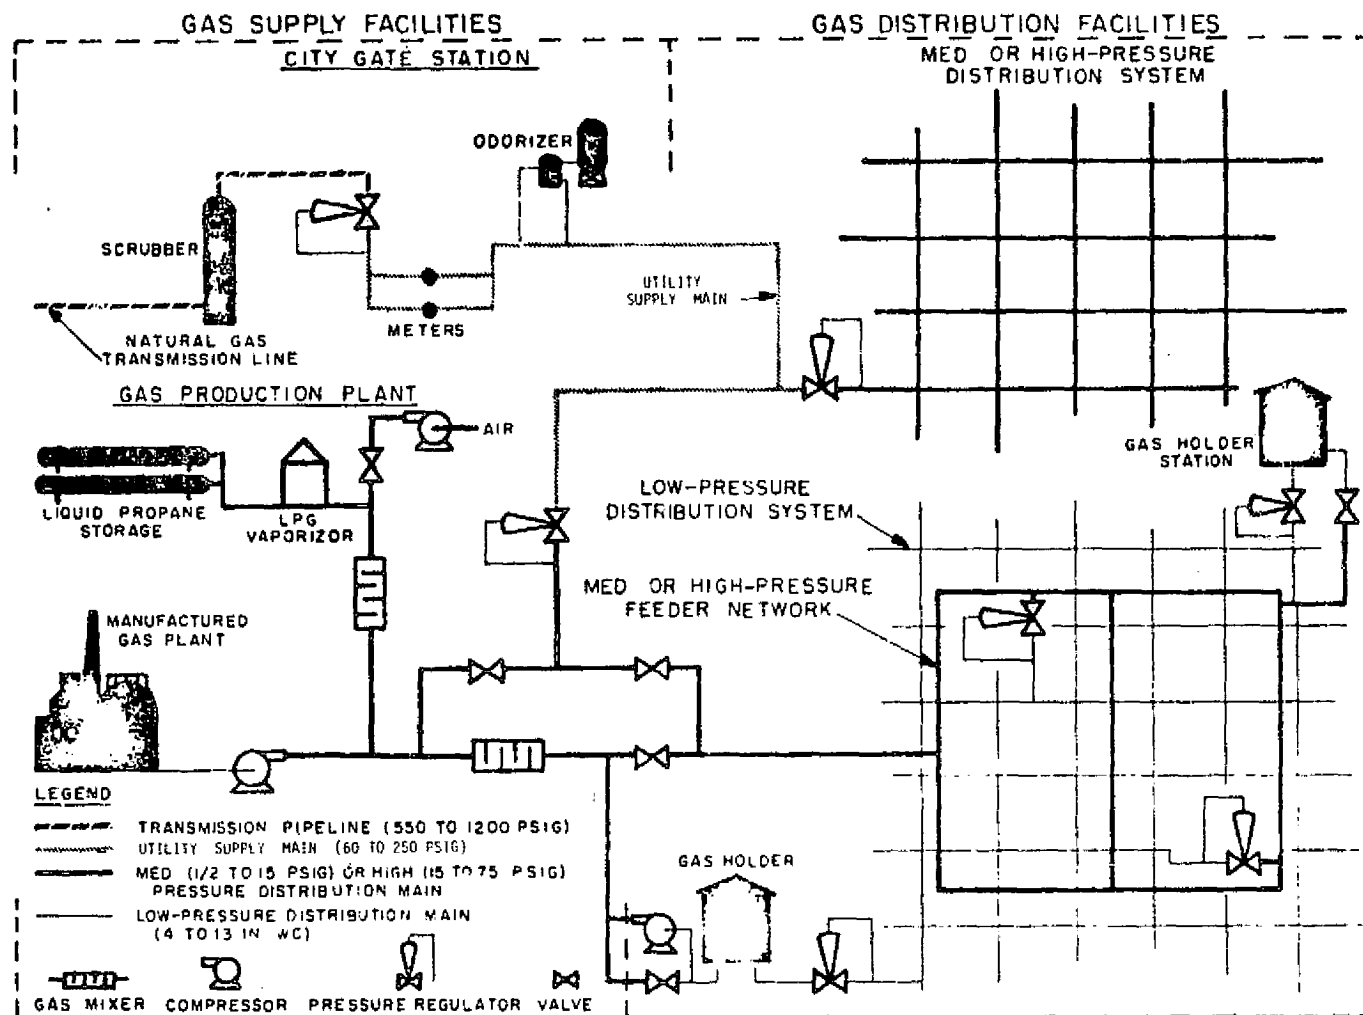 GAS SUPPLY FACILITIES
GAS DISTRIBUTION FACILITIES
CITY GATE STATION
MED OR HIGH-PRESSURE
DISTRIBUTION SYSTEM
ODORIZER
SCRUBBER
UTILITY
SUPPLY MAIN
METERS
NATURAL GAS
TRANSMISSION LINE
GAS PRODUCTION PLANT
AIR
GAS HOLDER
STATION
LIQUID PROPANE
STORAGE
LPG
VAPORIZOR
LOW-PRESSURE
DISTRIBUTION SYSTEM
MED OR HIGH-PRESSURE
FEEDER NETWORK
MANUFACTURED
GAS PLANT
LEGEND
TRANSMISSION PIPELINE (550 TO 1200 PSIG)
UTILITY SUPPLY MAIN (60 TO 250 PSIG)
MED (1/2 TO 15 PSIG) OR HIGH (15 TO 75 PSIG)
PRESSURE DISTRIBUTION MAIN
LOW-PRESSURE DISTRIBUTION MAIN
(4 TO 13 IN WC)
GAS HOLDER
GAS MIXER COMPRESSOR PRESSURE REGULATOR VALVE